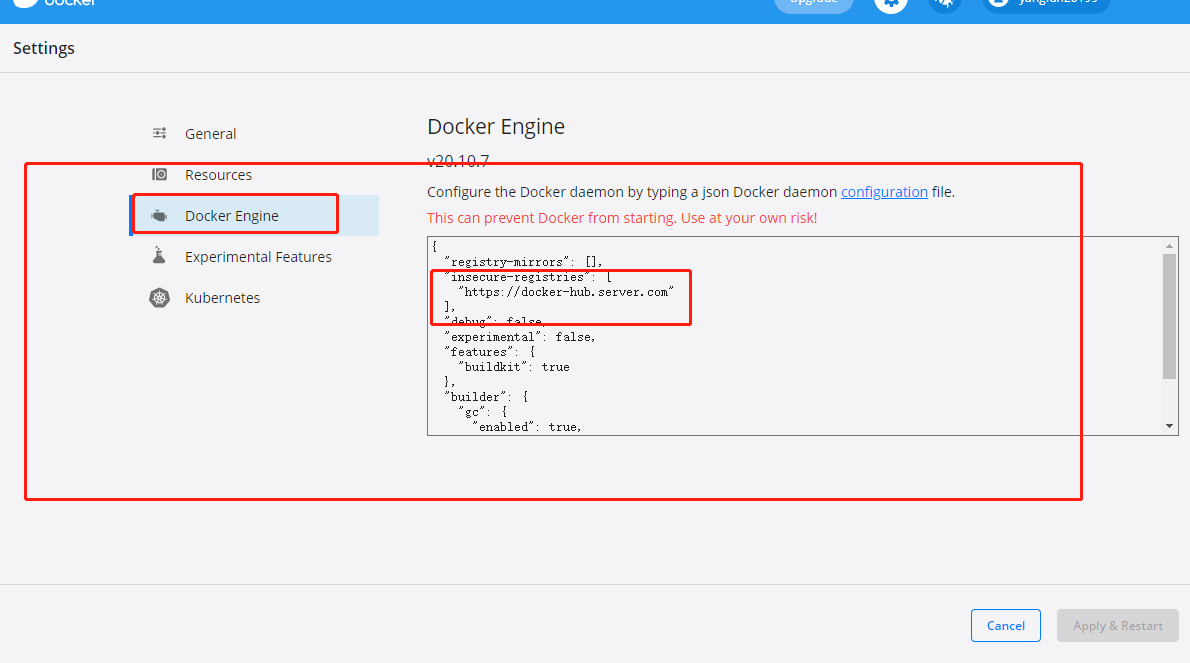 docker
Upgrade
Settings
General
Resources
Docker Engine
Experimental Features
Kubernetes
Docker Engine
v20.10.7
Configure the Docker daemon by typing a json Docker daemon configuration file.
This can prevent Docker from starting. Use at your own risk!
{
"registry-mirrors": [],
"insecure-registries": [
"https://docker-hub.server.com"
],
"debug": false,
"experimental": false,
"features": {
"buildkit": true
},
"builder": {
"gc": {
"enabled": true,
Cancel
Apply & Restart